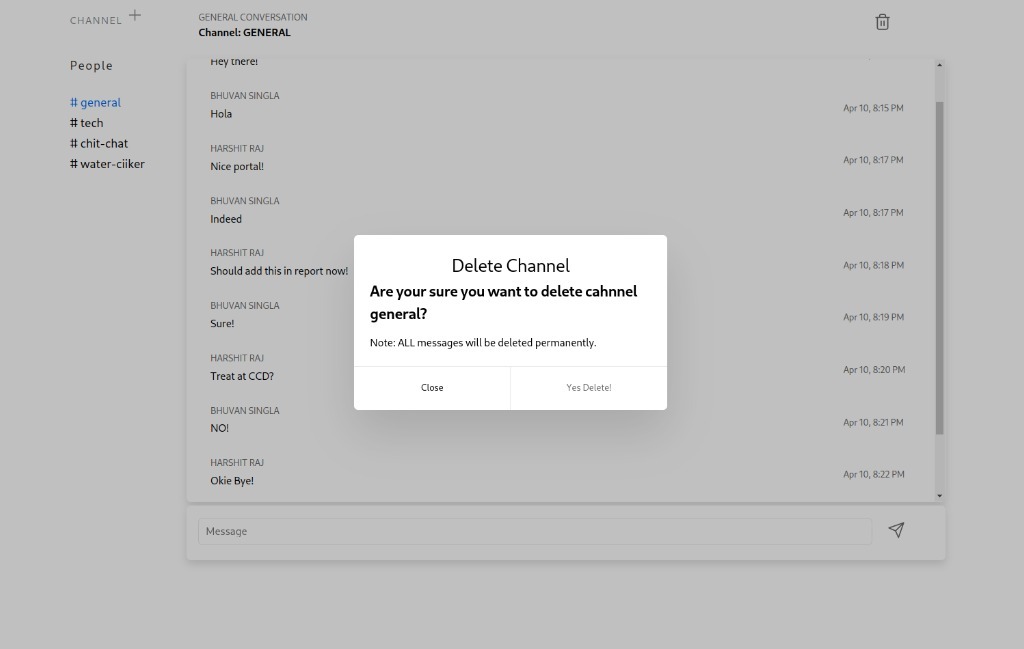 CHANNEL
GENERAL CONVERSATION
Channel: GENERAL
People
# general
# tech
# chit-chat
# water-ciiker
Hey there!
BHUVAN SINGLA
Hola
Apr 10, 8:15 PM
HARSHIT RAJ
Nice portal!
Apr 10, 8:17 PM
BHUVAN SINGLA
Indeed
Apr 10, 8:17 PM
HARSHIT RAJ
Should add this in report now!
Apr 10, 8:18 PM
BHUVAN SINGLA
Sure!
Apr 10, 8:19 PM
HARSHIT RAJ
Treat at CCD?
Apr 10, 8:20 PM
BHUVAN SINGLA
NO!
Apr 10, 8:21 PM
HARSHIT RAJ
Okie Bye!
Apr 10, 8:22 PM
Message
Delete Channel
Are your sure you want to delete cahnnel
general?
Note: ALL messages will be deleted permanently.
Close
Yes Delete!